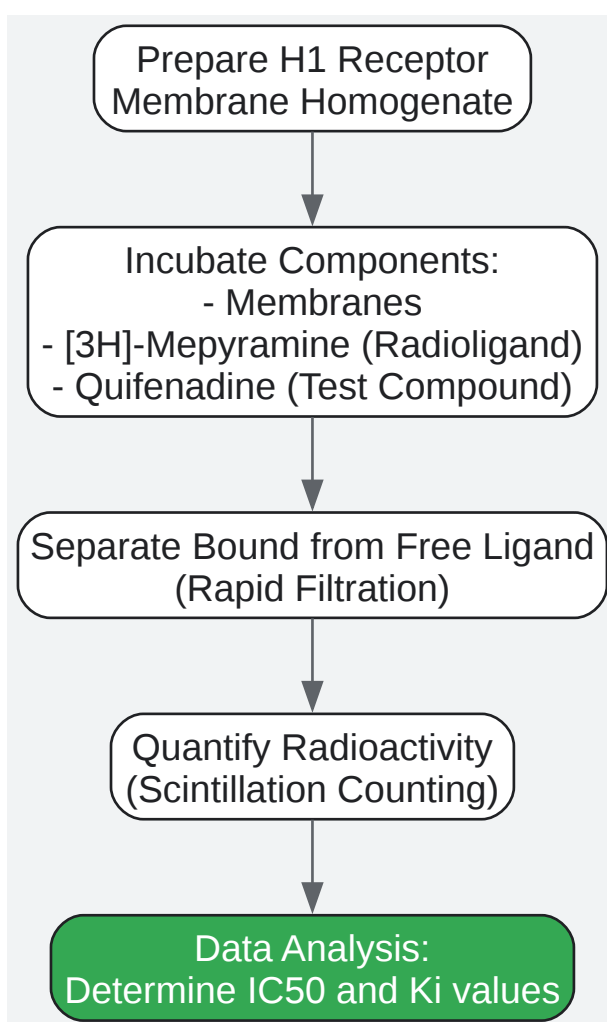 Prepare H1 Receptor
Membrane Homogenate
Incubate Components:
- Membranes
- [3H]-Mepyramine (Radioligand)
- Quifenadine (Test Compound)
Separate Bound from Free Ligand
(Rapid Filtration)
Quantify Radioactivity
(Scintillation Counting)
Data Analysis:
Determine IC50 and Ki values